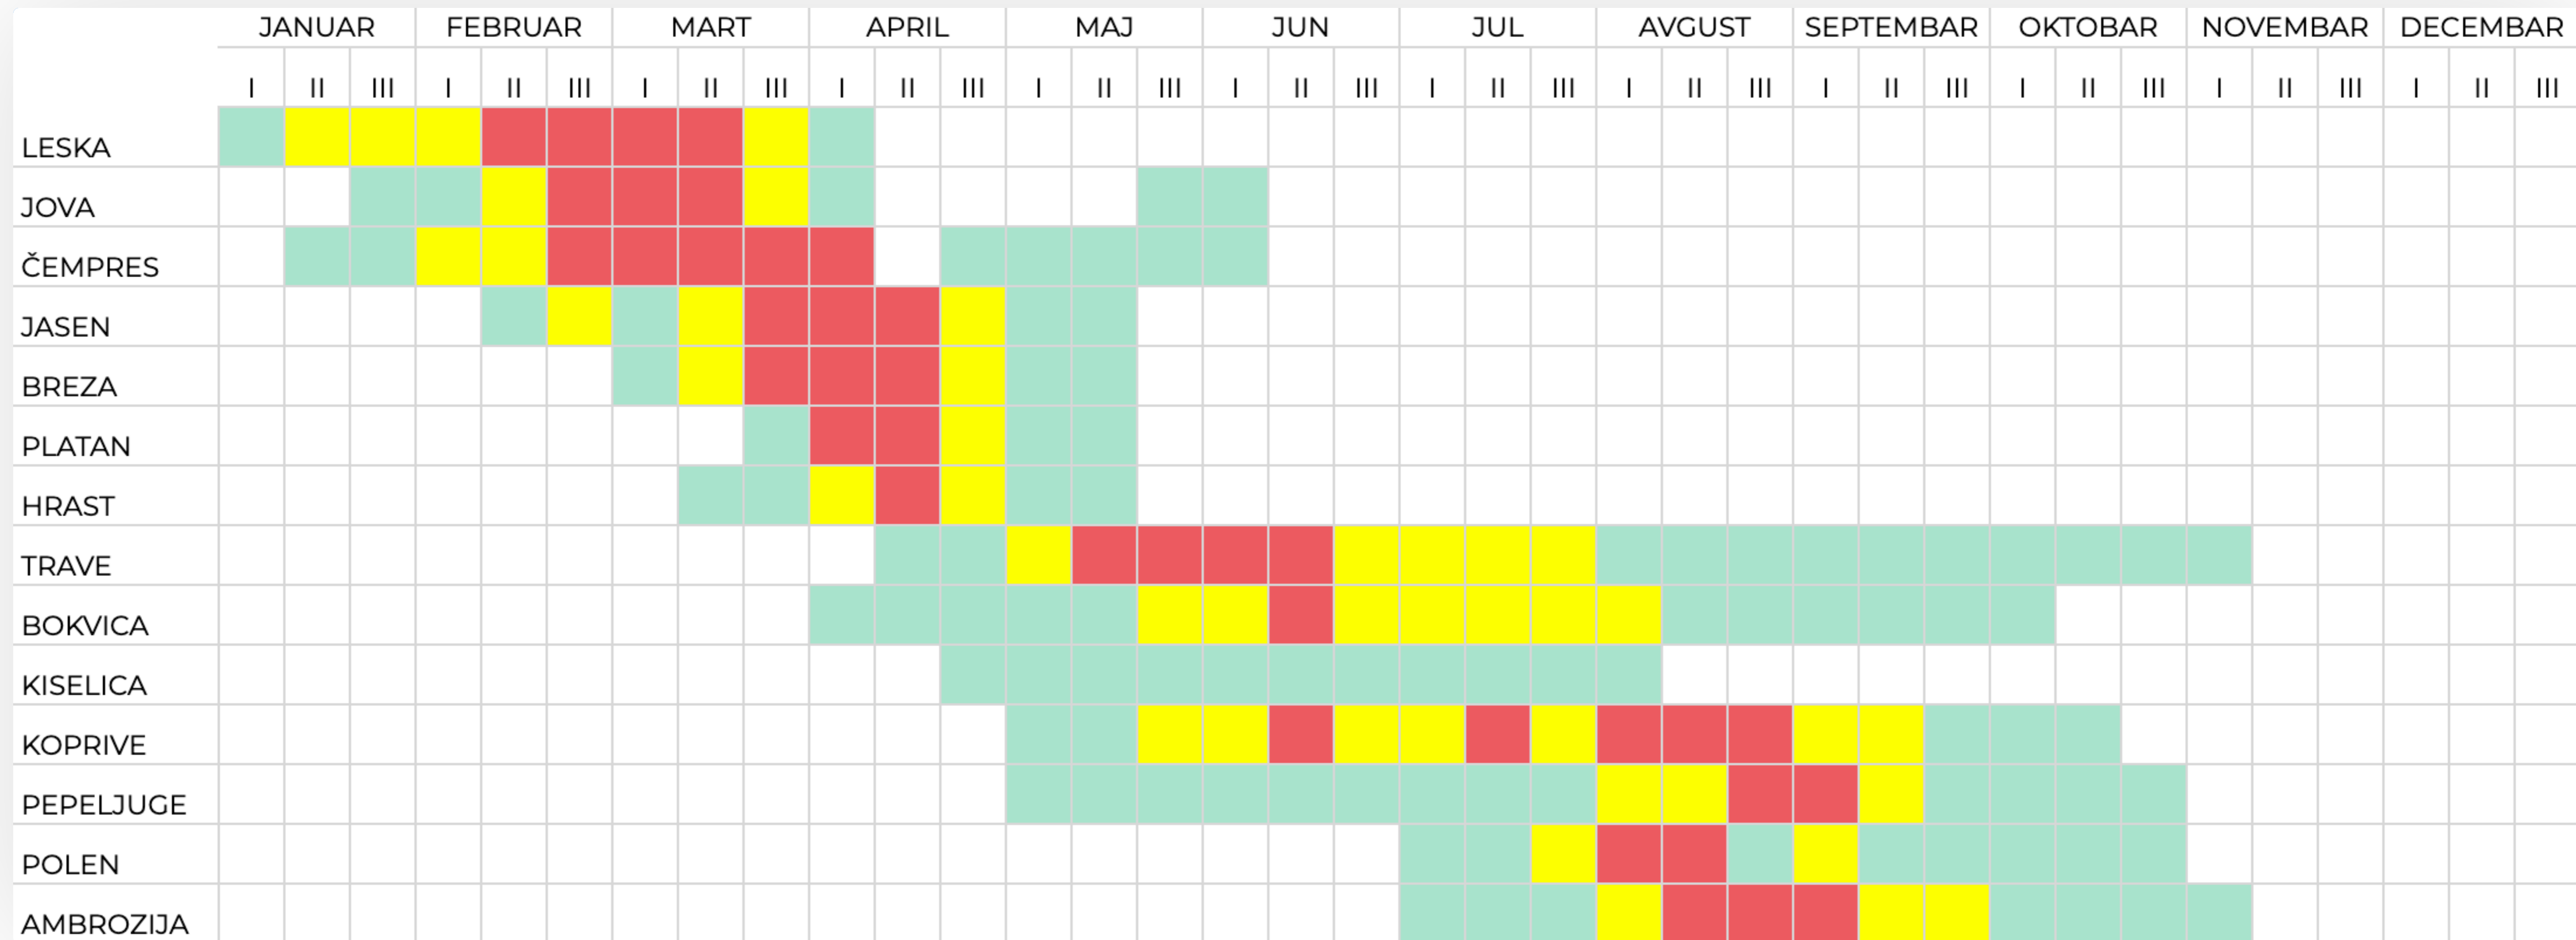 JANUAR FEBRUAR MART APRIL MAJ JUN JUL AVGUST SEPTEMBAR OKTOBAR NOVEMBAR DECEMBAR
I II III I II III I II III I II III I II III I II III I II III I II III I II III I II III I II III I II III
LESKA
JOVA
ČEMPRES
JASEN
BREZA
PLATAN
HRAST
TRAVE
BOKVICA
KISELICA
KOPRIVE
PEPELJUGE
POLEN
AMBROZIJA